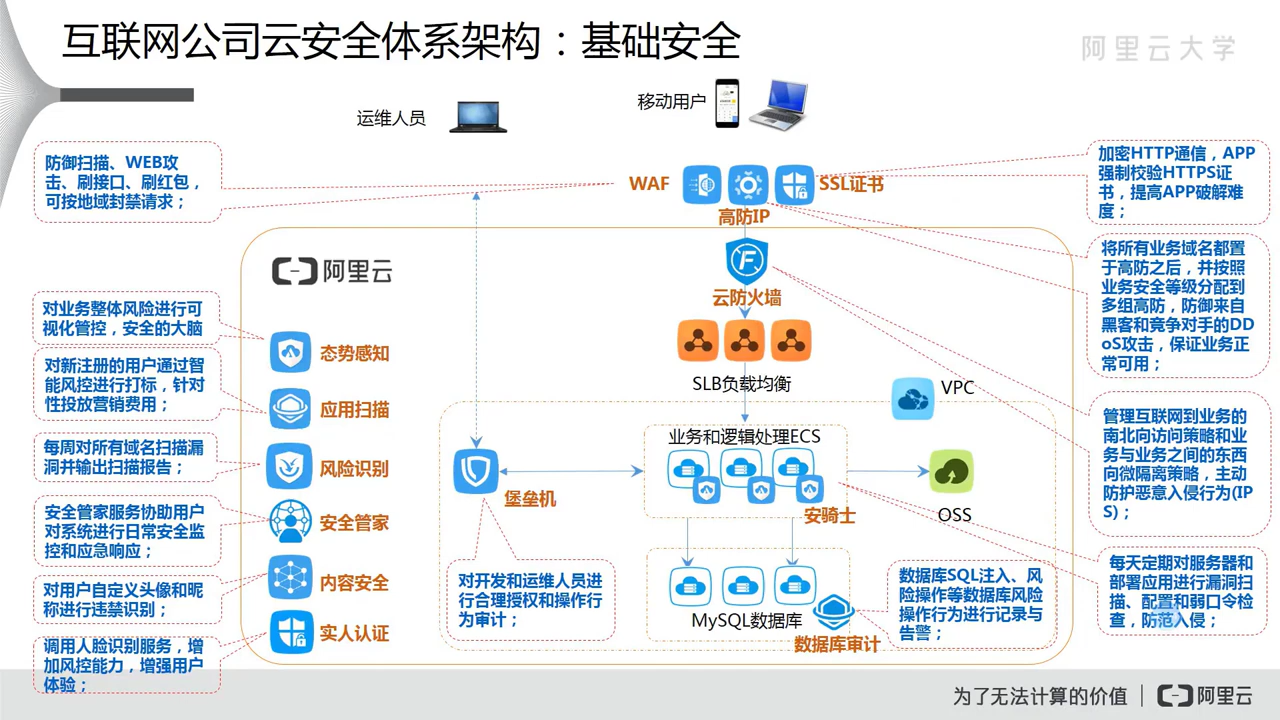 互联网公司云安全体系架构：基础安全
阿里云大学
运维人员
移动用户
防御扫描、WEB攻
击、刷接口、刷红包，
可按地域封禁请求；
WAF
SSL证书
高防IP
加密HTTP通信，APP
强制校验HTTPS证
书，提高APP破解难
度；
阿里云
云防火墙
将所有业务域名都置
于高防之后，并按照
业务安全等级分配到
多组高防，防御来自
黑客和竞争对手的DD
oS攻击，保证业务正
常可用；
对业务整体风险进行可
视化管控，安全的大脑
态势感知
对新注册的用户通过智
能风控进行打标，针对
性投放营销费用；
应用扫描
SLB负载均衡
VPC
每周对所有域名扫描漏
洞并输出扫描报告；
风险识别
业务和逻辑处理ECS
堡垒机
安骑士
OSS
管理互联网到业务的
南北向访问策略和业
务与业务之间的东西
向微隔离策略，主动
防护恶意入侵行为(IP
S)；
安全管家服务协助用户
对系统进行日常安全监
控和应急响应；
安全管家
对用户自定义头像和昵
称进行违禁识别；
内容安全
对开发和运维人员进
行合理授权和操作行
为审计；
MySQL数据库
数据库审计
数据库SQL注入、风
险操作等数据库风险
操作行为进行记录与
告警；
每天定期对服务器和
部署应用进行漏洞扫
描、配置和弱口令检
查，防范入侵；
调用人脸识别服务，增
加风控能力，增强用户
体验；
实人认证
为了无法计算的价值
阿里云